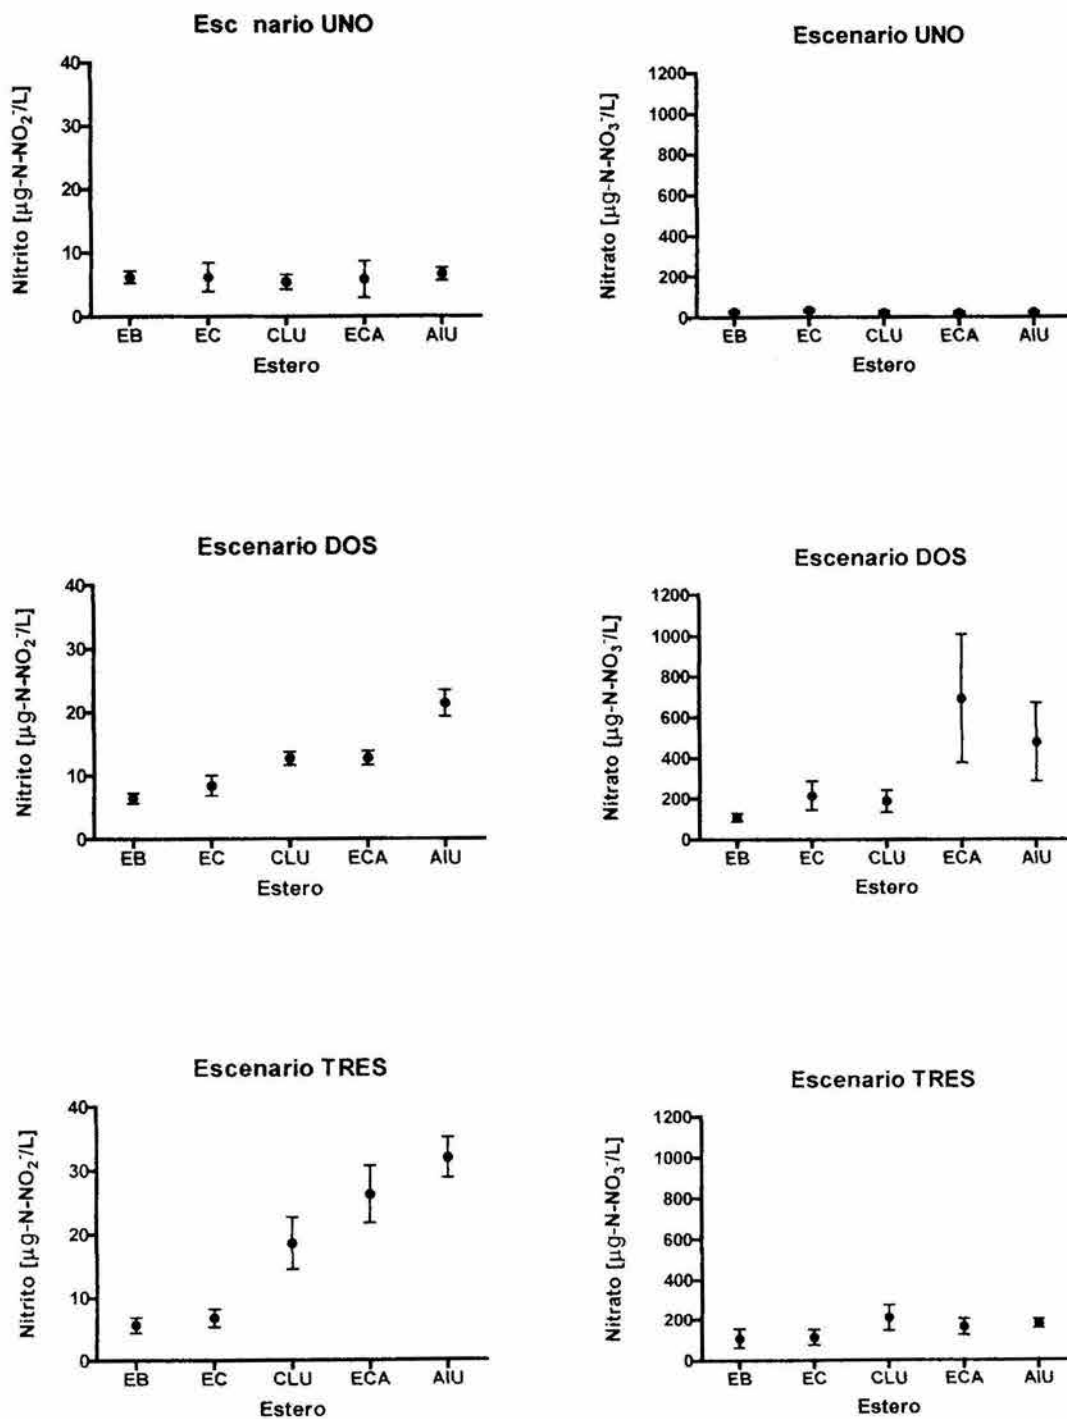 Esc nario UNO
Nitrito [µg-N-NO₂⁻/L]
40
30
20
10
0
EB EC CLU ECA AIU
Estero
Escenario UNO
Nitrato [µg-N-NO₃⁻/L]
1200
1000
800
600
400
200
0
EB EC CLU ECA AIU
Estero
Escenario DOS
Nitrito [µg-N-NO₂⁻/L]
40
30
20
10
0
EB EC CLU ECA AIU
Estero
Escenario DOS
Nitrato [µg-N-NO₃⁻/L]
1200
1000
800
600
400
200
0
EB EC CLU ECA AIU
Estero
Escenario TRES
Nitrito [µg-N-NO₂⁻/L]
40
30
20
10
0
EB EC CLU ECA AIU
Estero
Escenario TRES
Nitrato [µg-N-NO₃⁻/L]
1200
1000
800
600
400
200
0
EB EC CLU ECA AIU
Estero